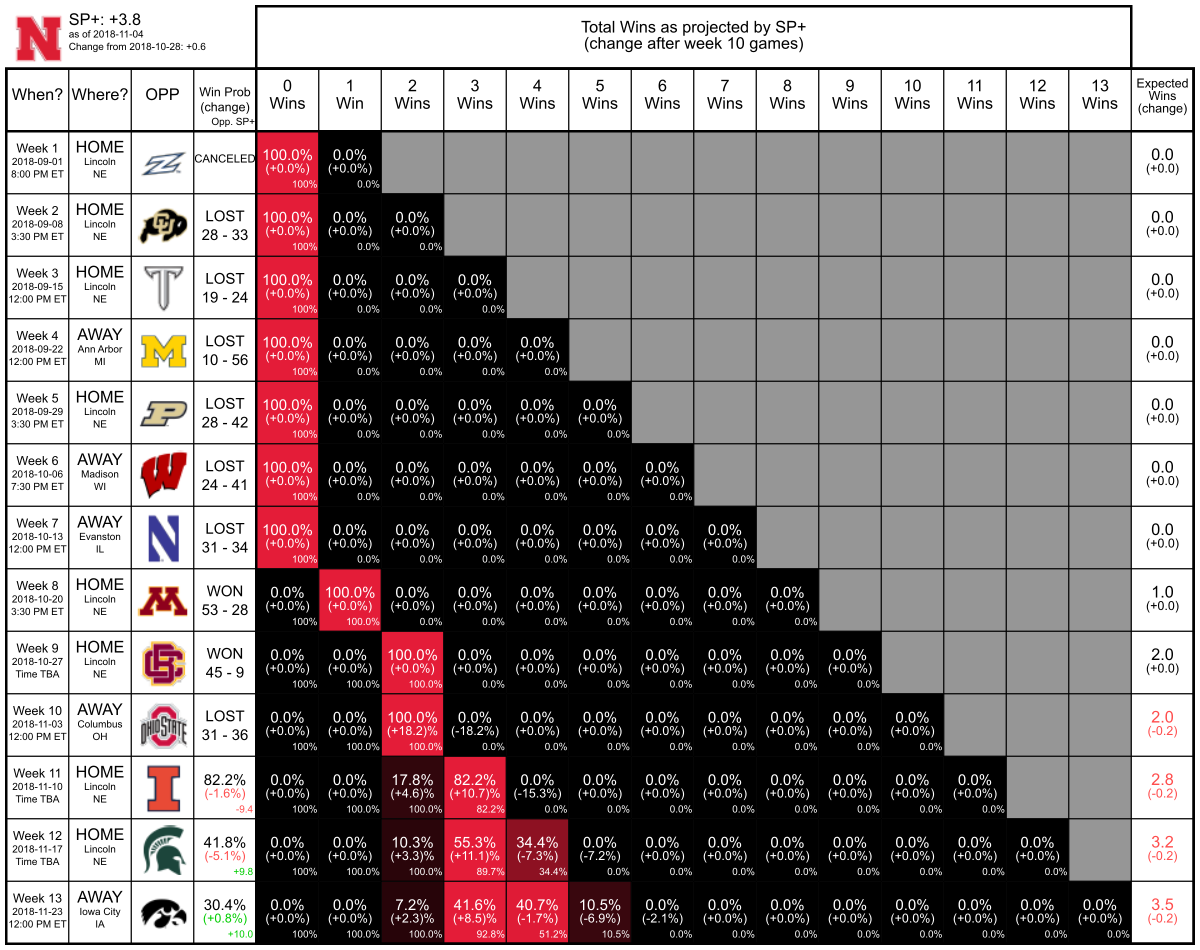 N
SP+: +3.8
as of 2018-11-04
Change from 2018-10-28: +0.6
Total Wins as projected by SP+
(change after week 10 games)
When? Where? OPP Win Prob (change) Opp. SP+ 0 Wins 1 Win 2 Wins 3 Wins 4 Wins 5 Wins 6 Wins 7 Wins 8 Wins 9 Wins 10 Wins 11 Wins 12 Wins 13 Wins Expected Wins (change)
Week 1 HOME Z CANCELED 100.0% 0.0% 0.0
2018-09-01 Lincoln (+0.0%) (+0.0%) (+0.0)
8:00 PM ET NE 100% 0.0%
Week 2 HOME CU LOST 100.0% 0.0% 0.0% 0.0
2018-09-08 Lincoln 28 - 33 (+0.0%) (+0.0%) (+0.0%) (+0.0)
3:30 PM ET NE 100% 0.0% 0.0%
Week 3 HOME T LOST 100.0% 0.0% 0.0% 0.0% 0.0
2018-09-15 Lincoln 19 - 24 (+0.0%) (+0.0%) (+0.0%) (+0.0%) (+0.0)
12:00 PM ET NE 100% 0.0% 0.0% 0.0%
Week 4 AWAY M LOST 100.0% 0.0% 0.0% 0.0% 0.0% 0.0
2018-09-22 Ann Arbor 10 - 56 (+0.0%) (+0.0%) (+0.0%) (+0.0%) (+0.0%) (+0.0)
12:00 PM ET MI 100% 0.0% 0.0% 0.0% 0.0%
Week 5 HOME P LOST 100.0% 0.0% 0.0% 0.0% 0.0% 0.0% 0.0
2018-09-29 Lincoln 28 - 42 (+0.0%) (+0.0%) (+0.0%) (+0.0%) (+0.0%) (+0.0%) (+0.0)
3:30 PM ET NE 100% 0.0% 0.0% 0.0% 0.0% 0.0%
Week 6 AWAY W LOST 100.0% 0.0% 0.0% 0.0% 0.0% 0.0% 0.0% 0.0
2018-10-06 Madison 24 - 41 (+0.0%) (+0.0%) (+0.0%) (+0.0%) (+0.0%) (+0.0%) (+0.0%) (+0.0)
7:30 PM ET WI 100% 0.0% 0.0% 0.0% 0.0% 0.0% 0.0%
Week 7 AWAY N LOST 100.0% 0.0% 0.0% 0.0% 0.0% 0.0% 0.0% 0.0% 0.0
2018-10-13 Evanston 31 - 34 (+0.0%) (+0.0%) (+0.0%) (+0.0%) (+0.0%) (+0.0%) (+0.0%) (+0.0%) (+0.0)
12:00 PM ET IL 100% 0.0% 0.0% 0.0% 0.0% 0.0% 0.0% 0.0%
Week 8 HOME M WON 0.0% 100.0% 0.0% 0.0% 0.0% 0.0% 0.0% 0.0% 0.0% 1.0
2018-10-20 Lincoln 53 - 28 (+0.0%) (+0.0%) (+0.0%) (+0.0%) (+0.0%) (+0.0%) (+0.0%) (+0.0%) (+0.0%) (+0.0)
3:30 PM ET NE 100% 100.0% 0.0% 0.0% 0.0% 0.0% 0.0% 0.0% 0.0%
Week 9 HOME BC WON 0.0% 0.0% 100.0% 0.0% 0.0% 0.0% 0.0% 0.0% 0.0% 0.0% 2.0
2018-10-27 Lincoln 45 - 9 (+0.0%) (+0.0%) (+0.0%) (+0.0%) (+0.0%) (+0.0%) (+0.0%) (+0.0%) (+0.0%) (+0.0%) (+0.0)
Time TBA NE 100% 100.0% 100.0% 0.0% 0.0% 0.0% 0.0% 0.0% 0.0% 0.0%
Week 10 AWAY OHIO STATE LOST 0.0% 0.0% 100.0% 0.0% 0.0% 0.0% 0.0% 0.0% 0.0% 0.0% 0.0% 2.0
2018-11-03 Columbus 31 - 36 (+0.0%) (+0.0%) (+18.2)% (-18.2%) (+0.0%) (+0.0%) (+0.0%) (+0.0%) (+0.0%) (+0.0%) (+0.0%) (-0.2)
12:00 PM ET OH 100% 100.0% 100.0% 0.0% 0.0% 0.0% 0.0% 0.0% 0.0% 0.0% 0.0%
Week 11 HOME I 82.2% 0.0% 0.0% 17.8% 82.2% 0.0% 0.0% 0.0% 0.0% 0.0% 0.0% 0.0% 0.0% 2.8
2018-11-10 Lincoln (-1.6%) (+0.0%) (+0.0%) (+4.6)% (+10.7)% (-15.3%) (+0.0%) (+0.0%) (+0.0%) (+0.0%) (+0.0%) (+0.0%) (+0.0%) (-0.2)
Time TBA NE -9.4 100% 100.0% 100.0% 82.2% 0.0% 0.0% 0.0% 0.0% 0.0% 0.0% 0.0% 0.0%
Week 12 HOME 41.8% 0.0% 0.0% 10.3% 55.3% 34.4% 0.0% 0.0% 0.0% 0.0% 0.0% 0.0% 0.0% 0.0% 3.2
2018-11-17 Lincoln (-5.1%) (+0.0%) (+0.0%) (+3.3)% (+11.1)% (-7.3%) (-7.2%) (+0.0%) (+0.0%) (+0.0%) (+0.0%) (+0.0%) (+0.0%) (+0.0%) (-0.2)
Time TBA NE +9.8 100% 100.0% 100.0% 89.7% 34.4% 0.0% 0.0% 0.0% 0.0% 0.0% 0.0% 0.0% 0.0%
Week 13 AWAY 30.4% 0.0% 0.0% 7.2% 41.6% 40.7% 10.5% 0.0% 0.0% 0.0% 0.0% 0.0% 0.0% 0.0% 0.0% 3.5
2018-11-23 Iowa City (+0.8%) (+0.0%) (+0.0%) (+2.3)% (+8.5)% (-1.7%) (-6.9%) (-2.1%) (+0.0%) (+0.0%) (+0.0%) (+0.0%) (+0.0%) (+0.0%) (+0.0%) (-0.2)
12:00 PM ET IA +10.0 100% 100.0% 100.0% 92.8% 51.2% 10.5% 0.0% 0.0% 0.0% 0.0% 0.0% 0.0% 0.0% 0.0%